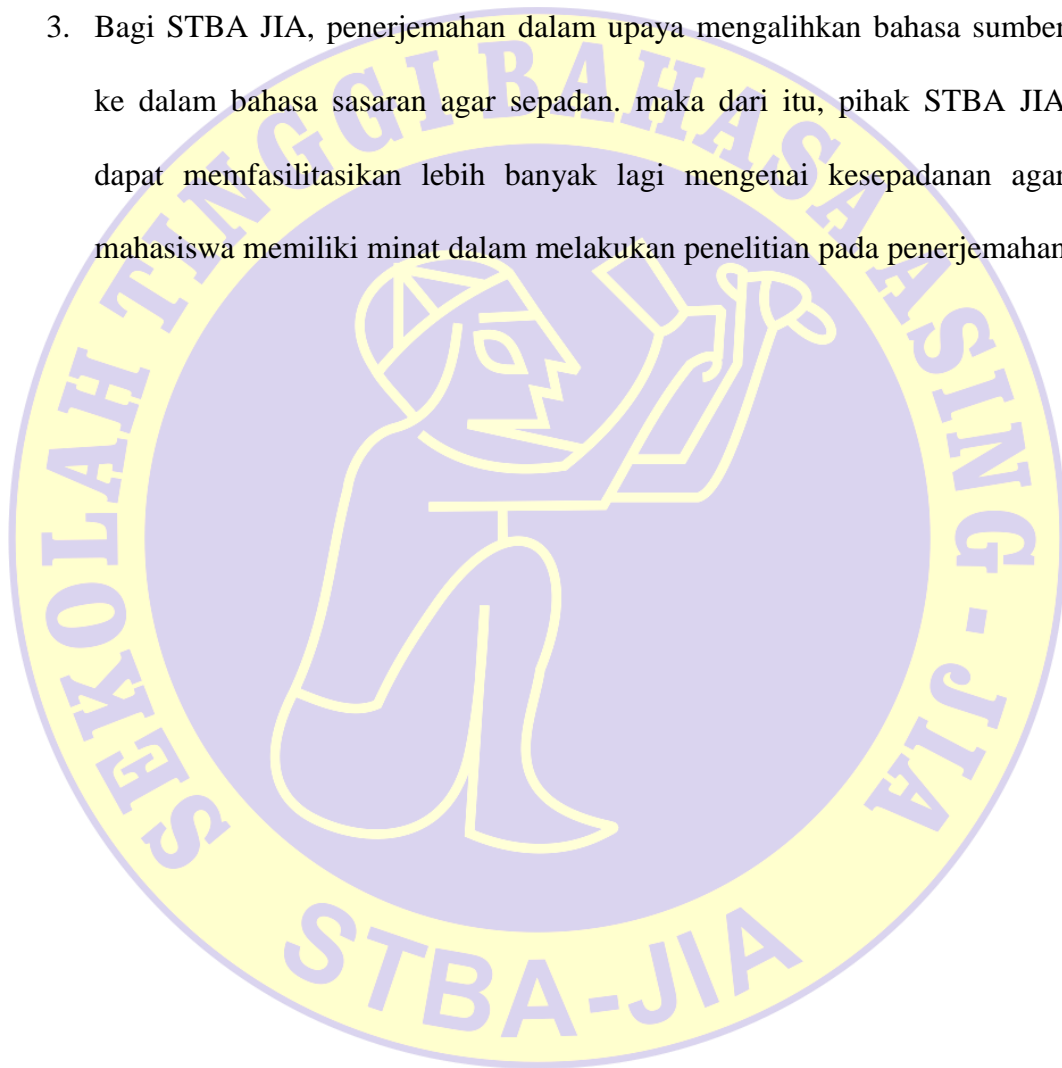 3. Bagi STBA JIA, penerjemahan dalam upaya mengalihkan bahasa sumber
ke dalam bahasa sasaran agar sepadan. maka dari itu, pihak STBA JIA
dapat memfasilitasikan lebih banyak lagi mengenai kesepadanan agar
mahasiswa memiliki minat dalam melakukan penelitian pada penerjemahan
SEKOLAH TINGGI BAHASA ASING - JIA
STBA-JIA